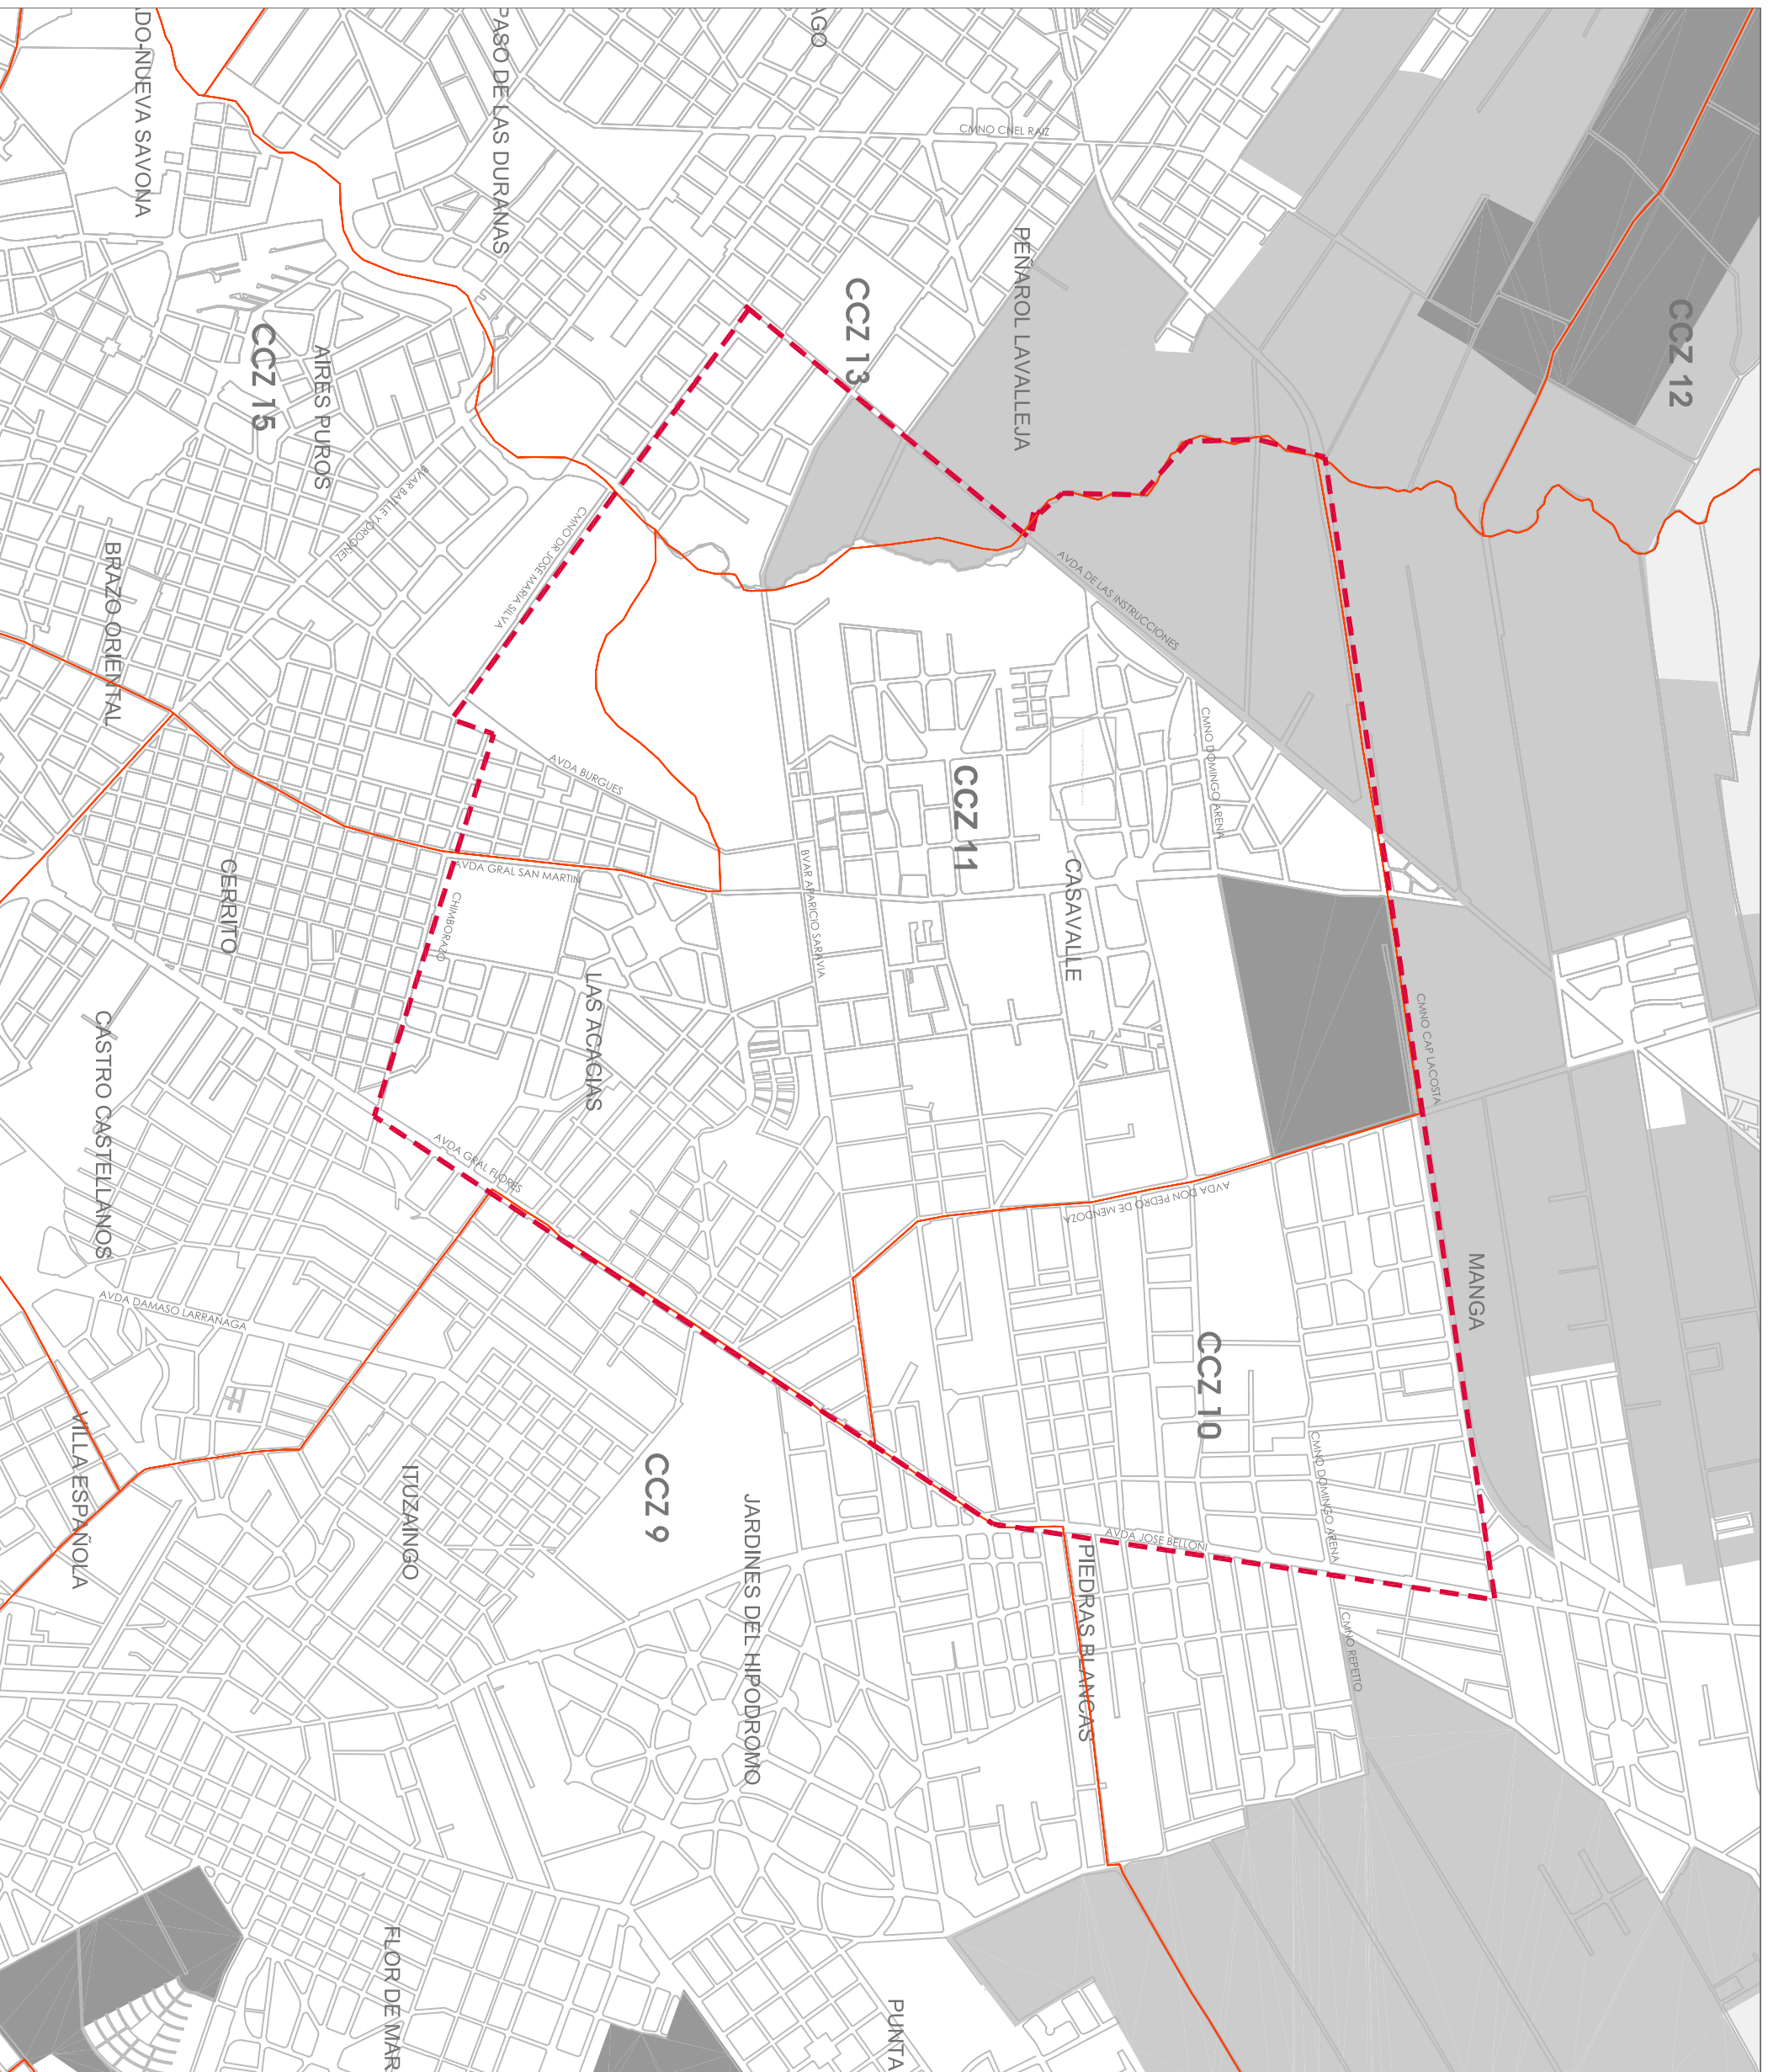 CCZ 12
CMNO CNEL RAIZ
PEÑAROL LAVALLEJA
CCZ 13
AGO
PASO DE LAS DURANAS
DO-NUEVA SAVONA
CCZ 15
AIRES PUROS
BVAR BATLLE Y ORDOÑEZ
BRAZO ORIENTAL
CMNO DR JOSE MARIA SILVA
AVDA DE LAS INSTRUCCIONES
CMNO DOMINGO ARENA
AVDA BURGUES
CCZ 11
CASAVALLE
BVAR APARICIO SARAVIA
AVDA GRAL SAN MARTIN
CHIMBORAZO
CERRITO
LAS ACACIAS
CMNO CAP LACOSTA
CASTRO CASTELLANOS
AVDA GRAL FLORES
AVDA DON PEDRO DE MENDOZA
MANGA
AVDA DAMASO LARRAÑAGA
CCZ 10
CMNO DOMINGO ARENA
VILLA ESPAÑOLA
ITUZAINGO
CCZ 9
JARDINES DEL HIPODROMO
AVDA JOSE BELLONI
PIEDRAS BLANCAS
CMNO REPETTO
FLOR DE MAR
PUNTA